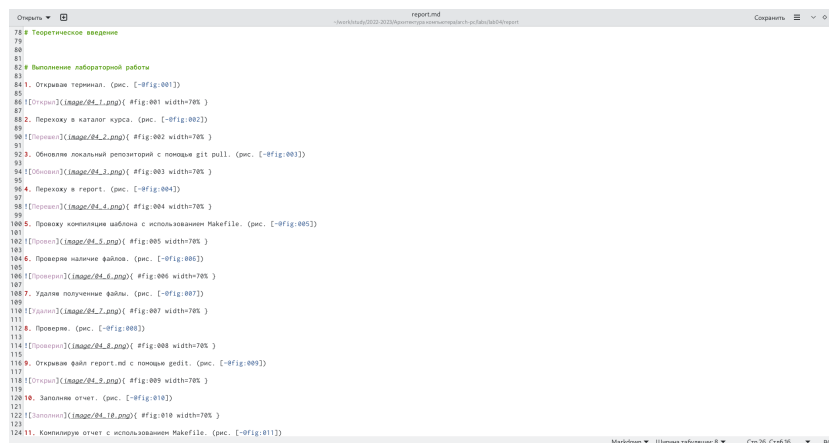 Открыть
report.md
Сохранить
~/work/study/2022-2023/Архитектура компьютера/arch-pc/labs/lab04/report
78 # Теоретическое введение
79
80
81
82 # Выполнение лабораторной работы
83
84 1. Открываю терминал. (рис. [-@fig:001])
85
86 ![Открыл](image/04_1.png){ #fig:001 width=70% }
87
88 2. Перехожу в каталог курса. (рис. [-@fig:002])
89
90 ![Перешел](image/04_2.png){ #fig:002 width=70% }
91
92 3. Обновляю локальный репозиторий с помощью git pull. (рис. [-@fig:003])
93
94 ![Обновил](image/04_3.png){ #fig:003 width=70% }
95
96 4. Перехожу в report. (рис. [-@fig:004])
97
98 ![Перешел](image/04_4.png){ #fig:004 width=70% }
99
100 5. Провожу компиляцию шаблона с использованием Makefile. (рис. [-@fig:005])
101
102 ![Провел](image/04_5.png){ #fig:005 width=70% }
103
104 6. Проверяю наличие файлов. (рис. [-@fig:006])
105
106 ![Проверил](image/04_6.png){ #fig:006 width=70% }
107
108 7. Удаляю полученные файлы. (рис. [-@fig:007])
109
110 ![Удалил](image/04_7.png){ #fig:007 width=70% }
111
112 8. Проверяю. (рис. [-@fig:008])
113
114 ![Проверил](image/04_8.png){ #fig:008 width=70% }
115
116 9. Открываю файл report.md с помощью gedit. (рис. [-@fig:009])
117
118 ![Открыл](image/04_9.png){ #fig:009 width=70% }
119
120 10. Заполняю отчет. (рис. [-@fig:010])
121
122 ![Заполнил](image/04_10.png){ #fig:010 width=70% }
123
124 11. Компилирую отчет с использованием Makefile. (рис. [-@fig:011])
Markdown Ширина табуляции: 8 Стр 26, Стлб 16